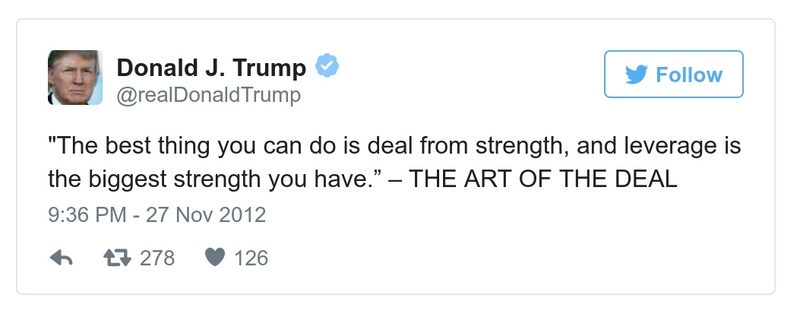 Donald J. Trump
@realDonaldTrump
Follow
"The best thing you can do is deal from strength, and leverage is
the biggest strength you have.” – THE ART OF THE DEAL
9:36 PM - 27 Nov 2012
278 126